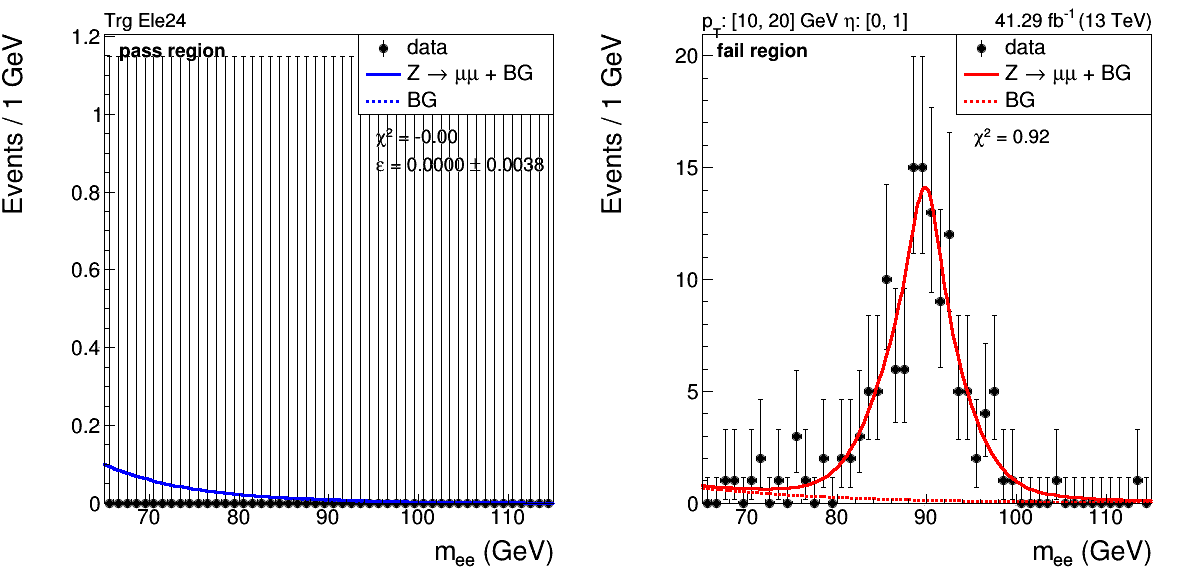 Trg Ele24
pass region
Events / 1 GeV
data
Z → μμ + BG
BG
χ² = -0.00
ε = 0.0000 ± 0.0038
1.2
1
0.8
0.6
0.4
0.2
0
70 80 90 100 110
m_ee (GeV)
p_T: [10, 20] GeV η: [0, 1]
41.29 fb⁻¹ (13 TeV)
fail region
Events / 1 GeV
data
Z → μμ + BG
BG
χ² = 0.92
20
15
10
5
0
70 80 90 100 110
m_ee (GeV)